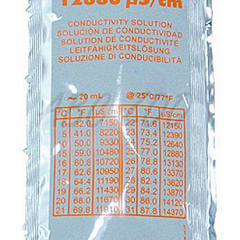 12880 µS/cm
CONDUCTIVITY SOLUTION
SOLUCIÓN DE CONDUCTIVIDAD
SOLUTION DE CONDUCTIVITÉ
LEITFÄHIGKEITSLÖSUNG
SOLUZIONE DI CONDUCIBILITÀ
20 mL @ 25°C/77°F
°C °F µS/cm °C °F µS/cm
0 32.0 7150 22 71.6 12150
5 41.0 8220 23 73.4 12390
10 50.0 9330 24 75.2 12640
15 59.0 10480 25 77.0 12880
16 60.8 10720 26 78.8 13130
17 62.6 10950 27 80.6 13370
18 64.4 11190 28 82.4 13620
19 66.2 11430 29 84.2 13870
20 68.0 11670 30 86.0 14120
21 69.8 11910 31 87.8 14370